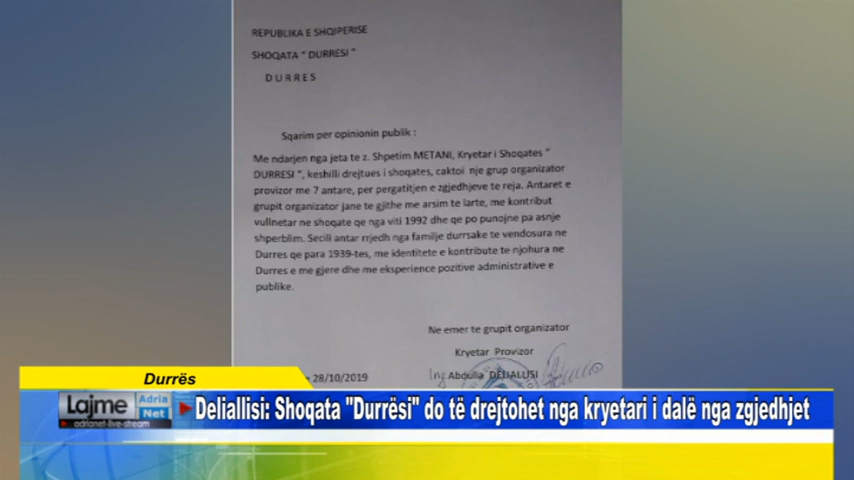 REPUBLIKA E SHQIPERISE
SHOQATA " DURRESI "
D U R R E S
Sqarim per opinionin publik :
Me ndarjen nga jeta te z. Shpetim METANI, Kryetar i Shoqates "
DURRESI ", keshilli drejtues i shoqates, caktoi nje grup organizator
provizor me 7 antare, per pergatitjen e zgjedhjeve te reja. Antaret e
grupit organizator jane te gjithe me arsim te larte, me kontribut
vullnetar ne shoqate qe nga viti 1992 dhe qe po punojne pa asnje
shperblim. Secili antar rrjedh nga familje durrsake te vendosura ne
Durres qe para 1939-tes, me identitete e kontribute te njohura ne
Durres e me gjere dhe me eksperience pozitive administrative e
publike.
Ne emer te grupit organizator
Kryetar Provizor
28/10/2019
Ing Abdulla DELIALLISI
Durrës
Lajme
Adria
Net
adrianet-live-stream
Deliallisi: Shoqata "Durrësi" do të drejtohet nga kryetari i dalë nga zgjedhjet